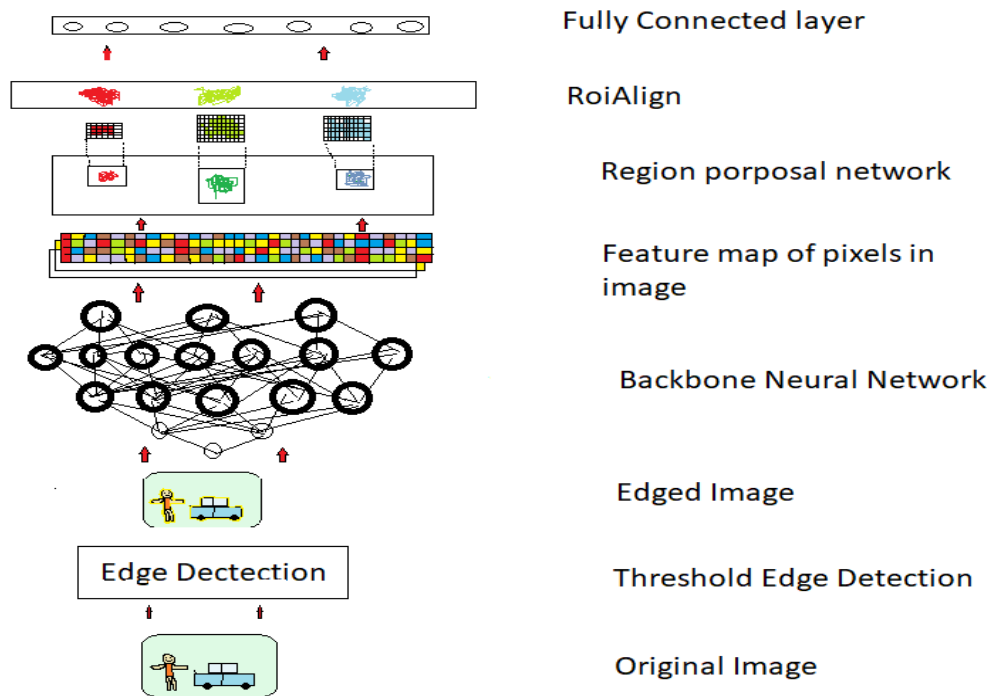 Fully Connected layer
RoiAlign
Region porposal network
Feature map of pixels in
image
Backbone Neural Network
Edged Image
Edge Dectection
Threshold Edge Detection
Original Image